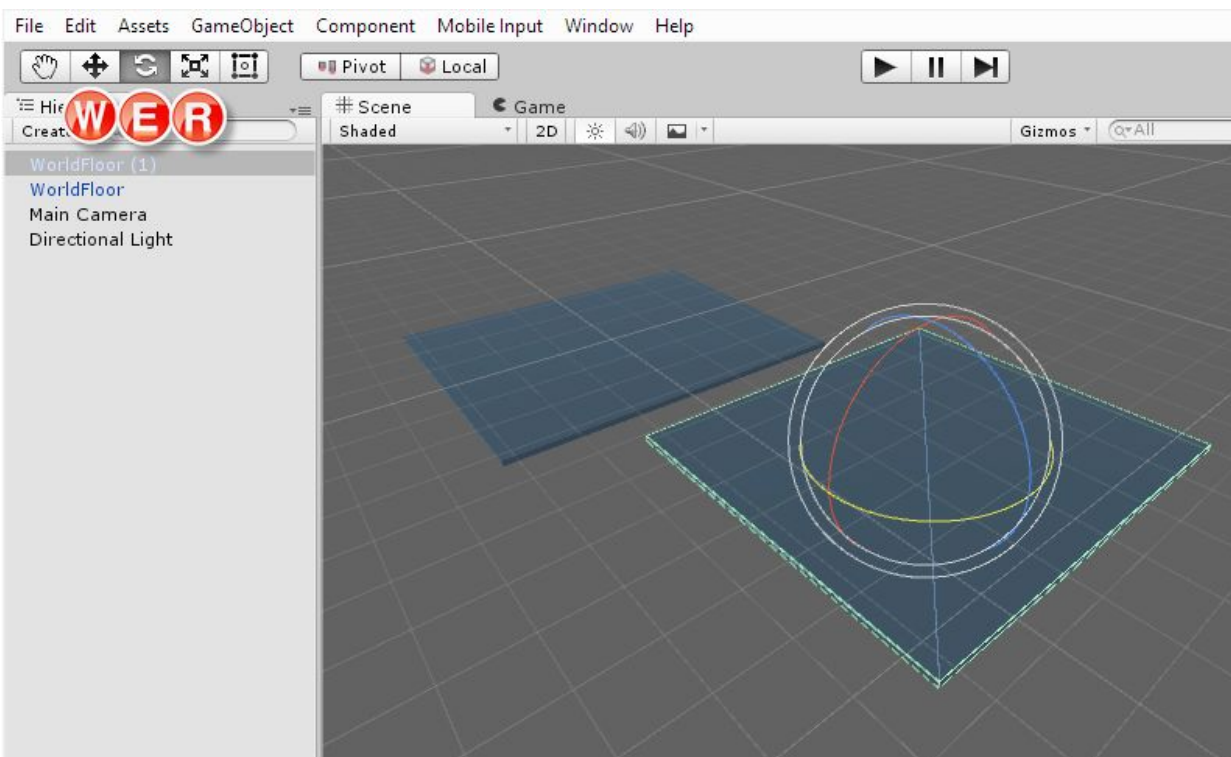 File Edit Assets GameObject Component Mobile Input Window Help
Pivot Local
Scene Game
W E R
Shaded 2D Gizmos All
WorldFloor (1)
WorldFloor
Main Camera
Directional Light